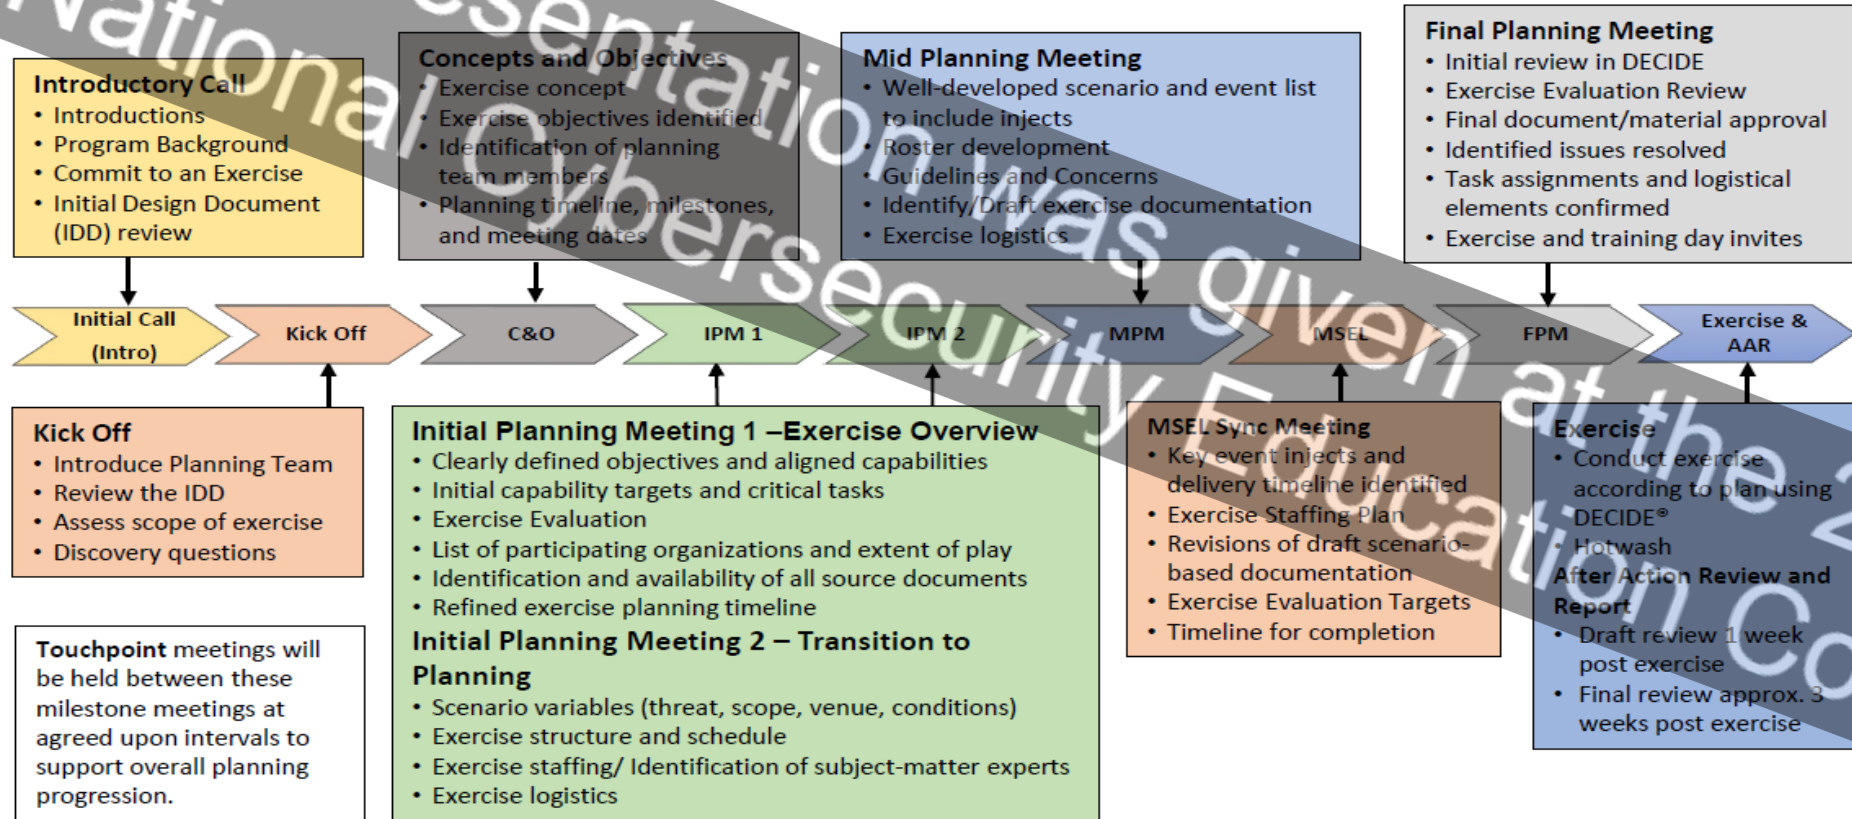 Introductory Call
• Introductions
• Program Background
• Commit to an Exercise
• Initial Design Document
(IDD) review
Concepts and Objectives
• Exercise concept
• Exercise objectives identified
• Identification of planning
team members
• Planning timeline, milestones,
and meeting dates
Mid Planning Meeting
• Well-developed scenario and event list
to include injects
• Roster development
• Guidelines and Concerns
• Identify/Draft exercise documentation
• Exercise logistics
Final Planning Meeting
• Initial review in DECIDE
• Exercise Evaluation Review
• Final document/material approval
• Identified issues resolved
• Task assignments and logistical
elements confirmed
• Exercise and training day invites
Initial Call
(Intro)
Kick Off
C&O
IPM 1
IPM 2
MPM
MSEL
FPM
Exercise &
AAR
Kick Off
• Introduce Planning Team
• Review the IDD
• Assess scope of exercise
• Discovery questions
Touchpoint meetings will
be held between these
milestone meetings at
agreed upon intervals to
support overall planning
progression.
Initial Planning Meeting 1 –Exercise Overview
• Clearly defined objectives and aligned capabilities
• Initial capability targets and critical tasks
• Exercise Evaluation
• List of participating organizations and extent of play
• Identification and availability of all source documents
• Refined exercise planning timeline
Initial Planning Meeting 2 – Transition to
Planning
• Scenario variables (threat, scope, venue, conditions)
• Exercise structure and schedule
• Exercise staffing/ Identification of subject-matter experts
• Exercise logistics
MSEL Sync Meeting
• Key event injects and
delivery timeline identified
• Exercise Staffing Plan
• Revisions of draft scenario-
based documentation
• Exercise Evaluation Targets
• Timeline for completion
Exercise
• Conduct exercise
according to plan using
DECIDE®
• Hotwash
After Action Review and
Report
• Draft review 1 week
post exercise
• Final review approx. 3
weeks post exercise
was given at the
National Cybersecurity Education